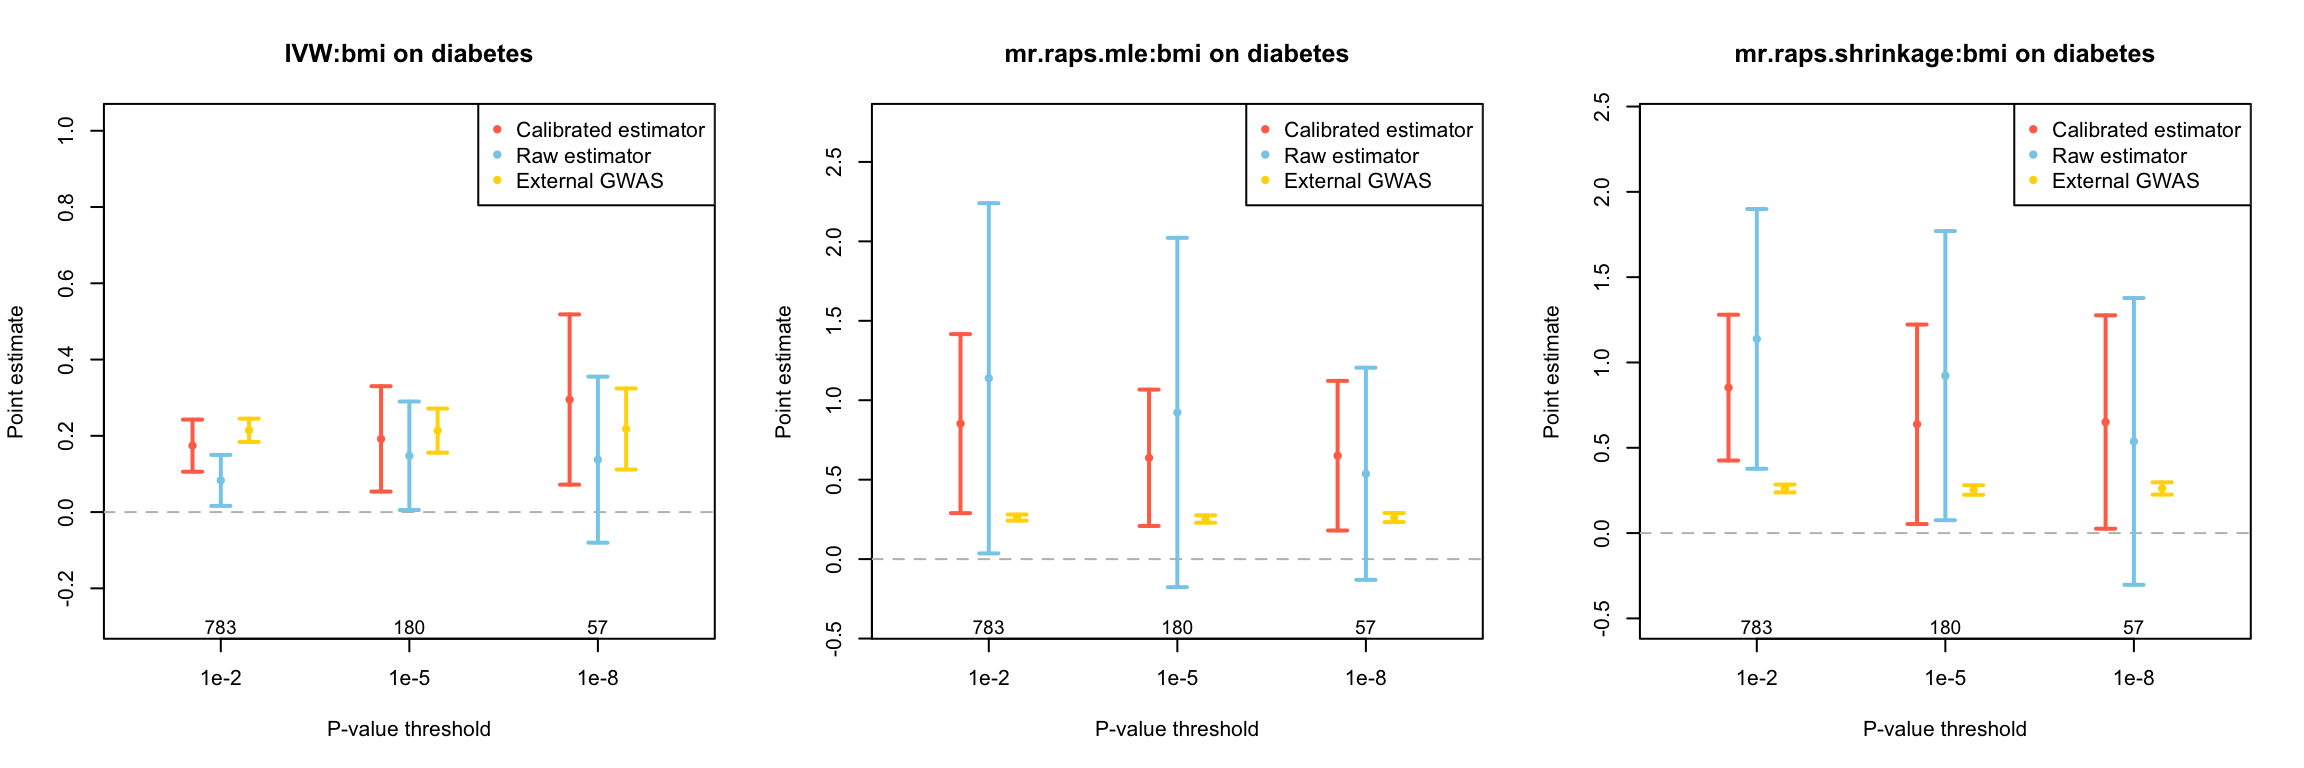 IVW:bmi on diabetes
Calibrated estimator
Raw estimator
External GWAS
Point estimate
1.0
0.8
0.6
0.4
0.2
0.0
-0.2
783
180
57
1e-2
1e-5
1e-8
P-value threshold
mr.raps.mle:bmi on diabetes
Calibrated estimator
Raw estimator
External GWAS
Point estimate
2.5
2.0
1.5
1.0
0.5
0.0
-0.5
783
180
57
1e-2
1e-5
1e-8
P-value threshold
mr.raps.shrinkage:bmi on diabetes
Calibrated estimator
Raw estimator
External GWAS
Point estimate
2.5
2.0
1.5
1.0
0.5
0.0
-0.5
783
180
57
1e-2
1e-5
1e-8
P-value threshold